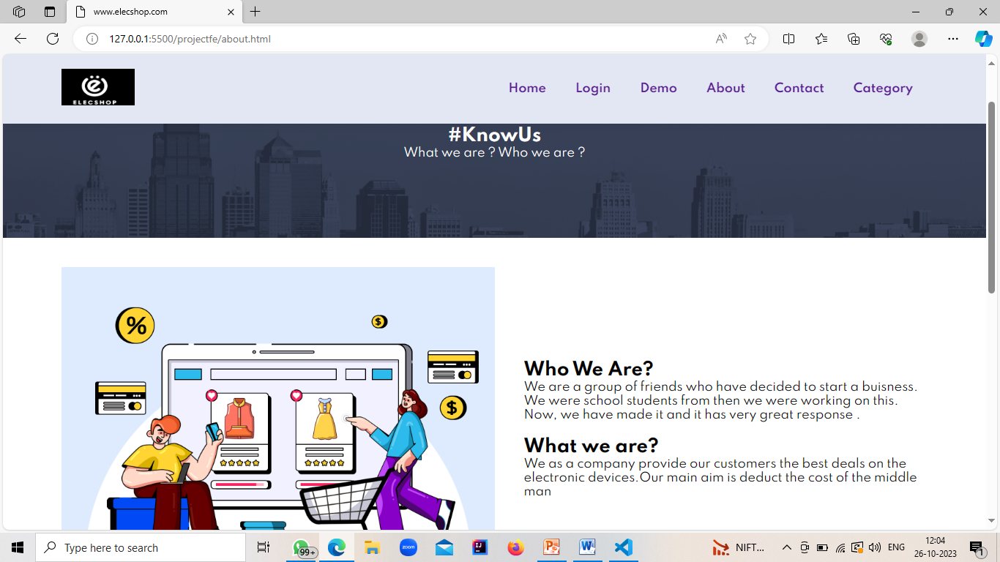 www.elecshop.com
127.0.0.1:5500/projectfe/about.html
ë
ELECSHOP
Home Login Demo About Contact Category
#KnowUs
What we are ? Who we are ?
%
$
$
Who We Are?
We are a group of friends who have decided to start a buisness.
We were school students from then we were working on this.
Now, we have made it and it has very great response .
What we are?
We as a company provide our customers the best deals on the
electronic devices.Our main aim is deduct the cost of the middle
man
Type here to search
99+
zoom
IJ
P
W
NIFT...
ENG
12:04
26-10-2023
1